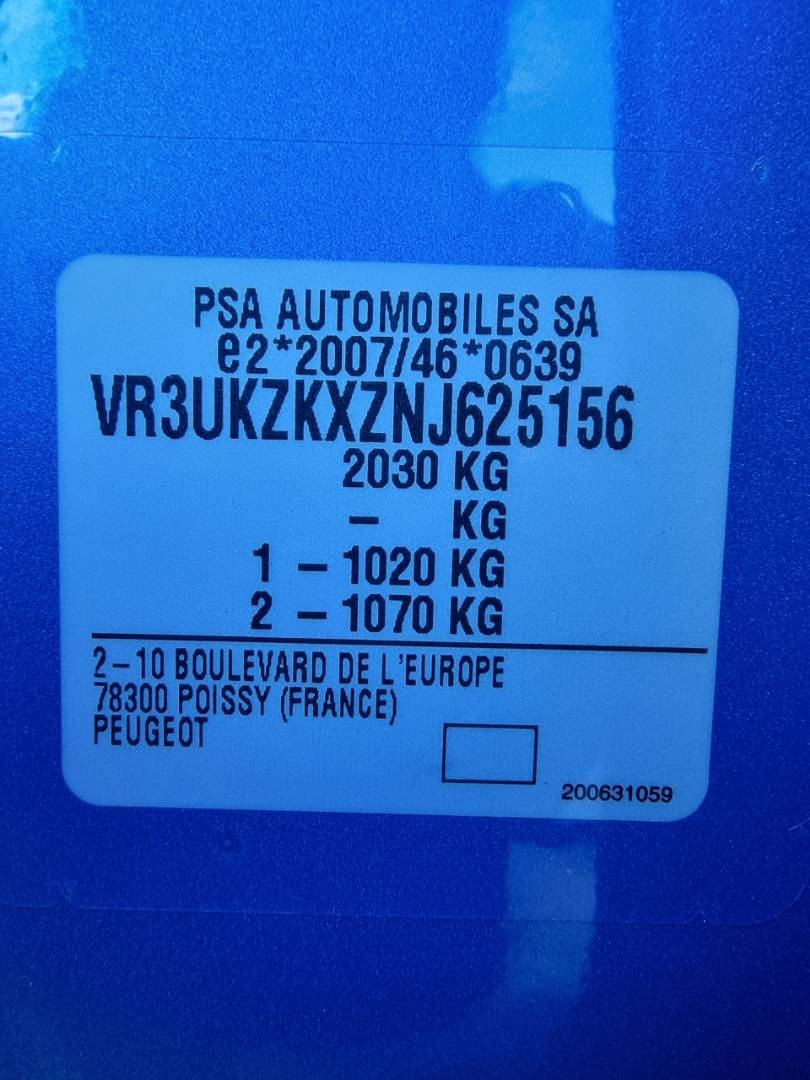 PSA AUTOMOBILES SA
e2*2007/46*0639
VR3UKZKXZNJ625156
2030 KG
– KG
1 – 1020 KG
2 – 1070 KG
2–10 BOULEVARD DE L'EUROPE
78300 POISSY (FRANCE)
PEUGEOT
200631059